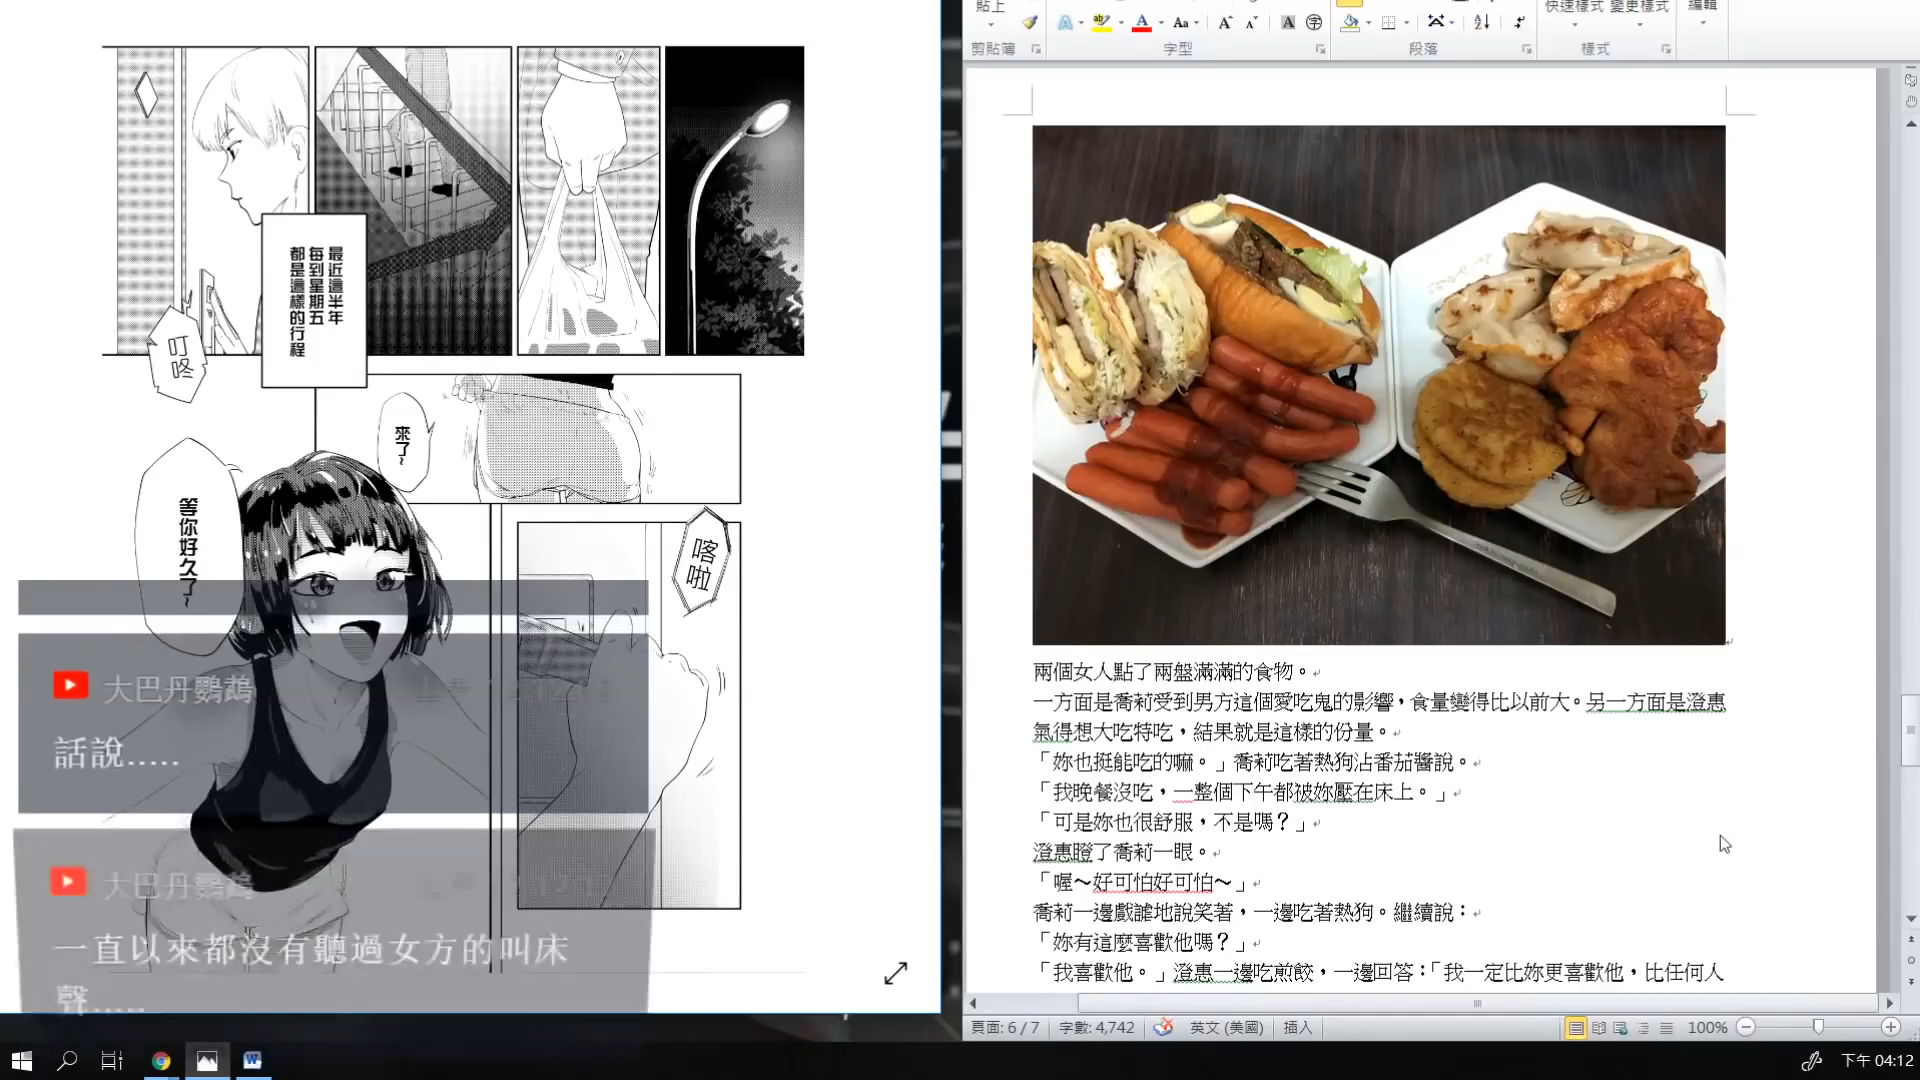 最近這半年
每到星期五
都是這樣的行程
叮咚
來了~
等你好久了~
喀啦
大巴丹鸚鵡
話說.....
大巴丹鸚鵡
一直以來都沒有聽過女方的叫床
聲.....
貼上
剪貼簿
字型
段落
快速樣式 變更樣式
樣式
編輯
兩個女人點了兩盤滿滿的食物。
一方面是喬莉受到男方這個愛吃鬼的影響，食量變得比以前大。另一方面是澄惠
氣得想大吃特吃，結果就是這樣的份量。
「妳也挺能吃的嘛。」喬莉吃著熱狗沾番茄醬說。
「我晚餐沒吃，一整個下午都被妳壓在床上。」
「可是妳也很舒服，不是嗎？」
澄惠瞪了喬莉一眼。
「喔～好可怕好可怕～」
喬莉一邊戲謔地說笑著，一邊吃著熱狗。繼續說：
「妳有這麼喜歡他嗎？」
「我喜歡他。」澄惠一邊吃煎餃，一邊回答：「我一定比妳更喜歡他，比任何人
頁面: 6 / 7
字數: 4,742
英文 (美國)
插入
100%
下午 04:12